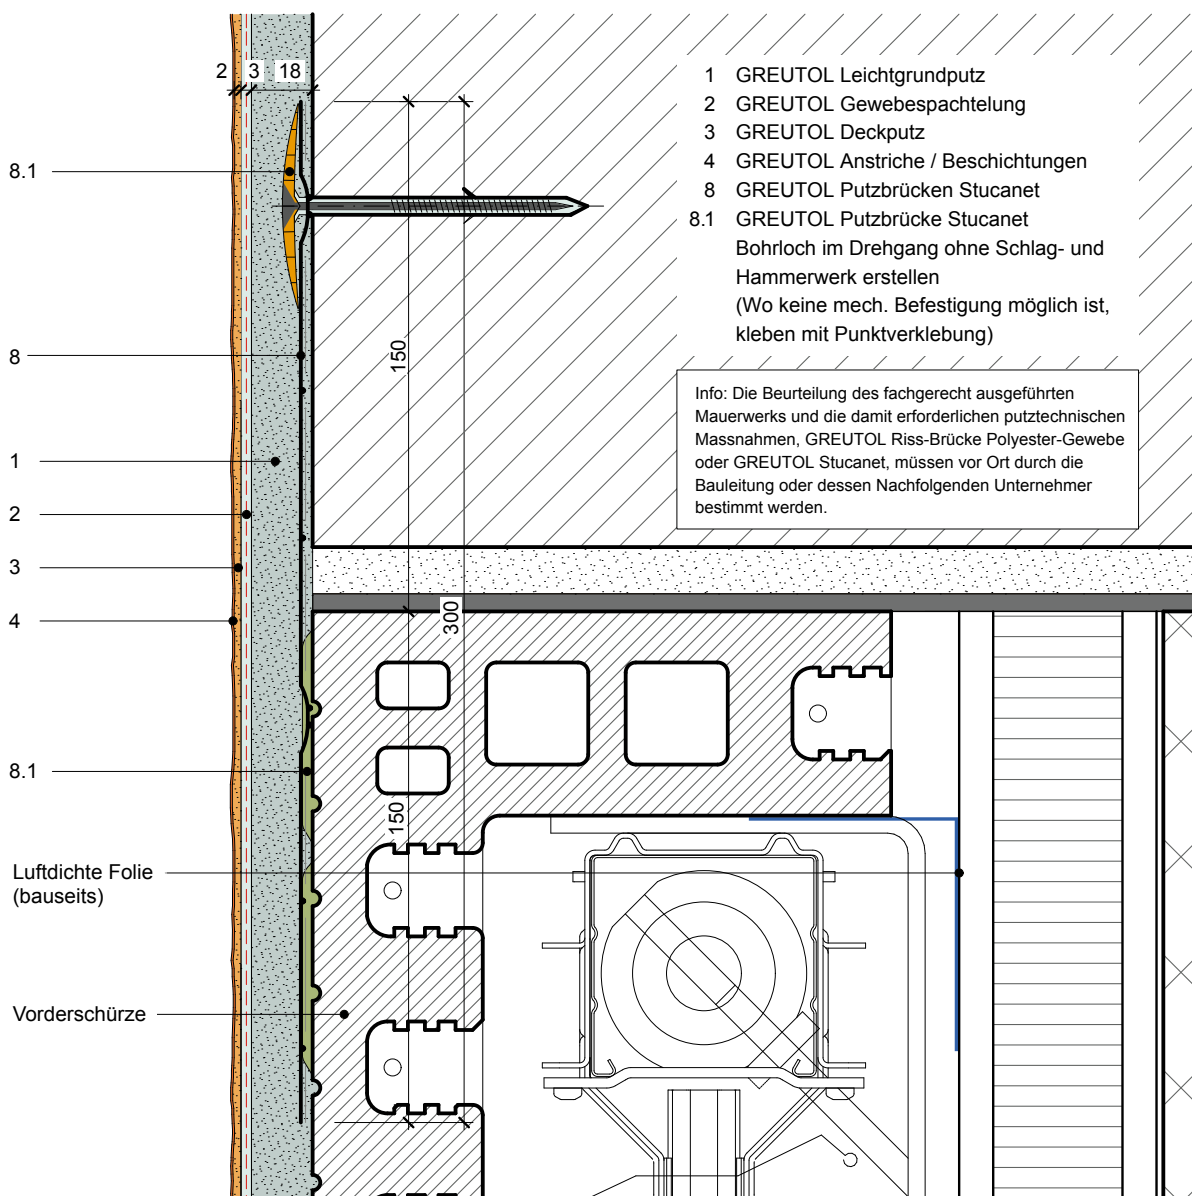 2 3 18
1 GREUTOL Leichtgrundputz
2 GREUTOL Gewebespachtelung
3 GREUTOL Deckputz
4 GREUTOL Anstriche / Beschichtungen
8 GREUTOL Putzbrücken Stucanet
8.1 GREUTOL Putzbrücke Stucanet
Bohrloch im Drehgang ohne Schlag- und
Hammerwerk erstellen
(Wo keine mech. Befestigung möglich ist,
kleben mit Punktverklebung)
Info: Die Beurteilung des fachgerecht ausgeführten
Mauerwerks und die damit erforderlichen putztechnischen
Massnahmen, GREUTOL Riss-Brücke Polyester-Gewebe
oder GREUTOL Stucanet, müssen vor Ort durch die
Bauleitung oder dessen Nachfolgenden Unternehmer
bestimmt werden.
8.1
8
150
1
2
3
4
300
8.1
150
Luftdichte Folie
(bauseits)
Vorderschürze